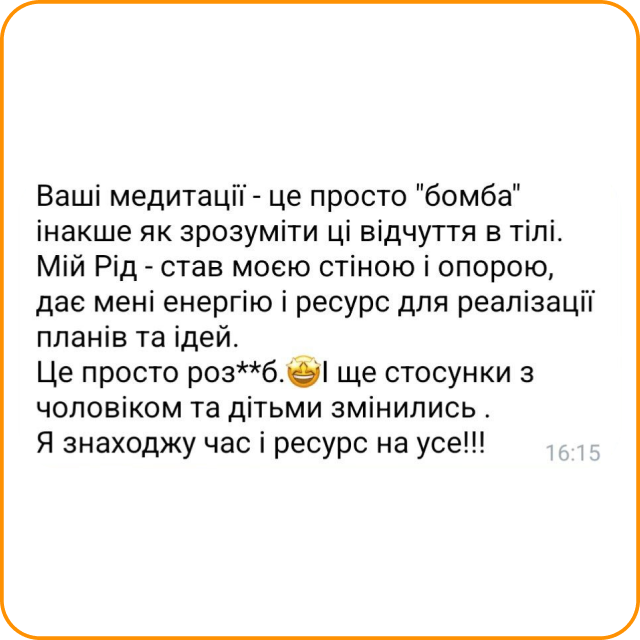 Ваші медитації - це просто "бомба"
інакше як зрозуміти ці відчуття в тілі.
Мій Рід - став моєю стіною і опорою,
дає мені енергію і ресурс для реалізації
планів та ідей.
Це просто роз**б.🤩І ще стосунки з
чоловіком та дітьми змінились .
Я знаходжу час і ресурс на усе!!!
16:15